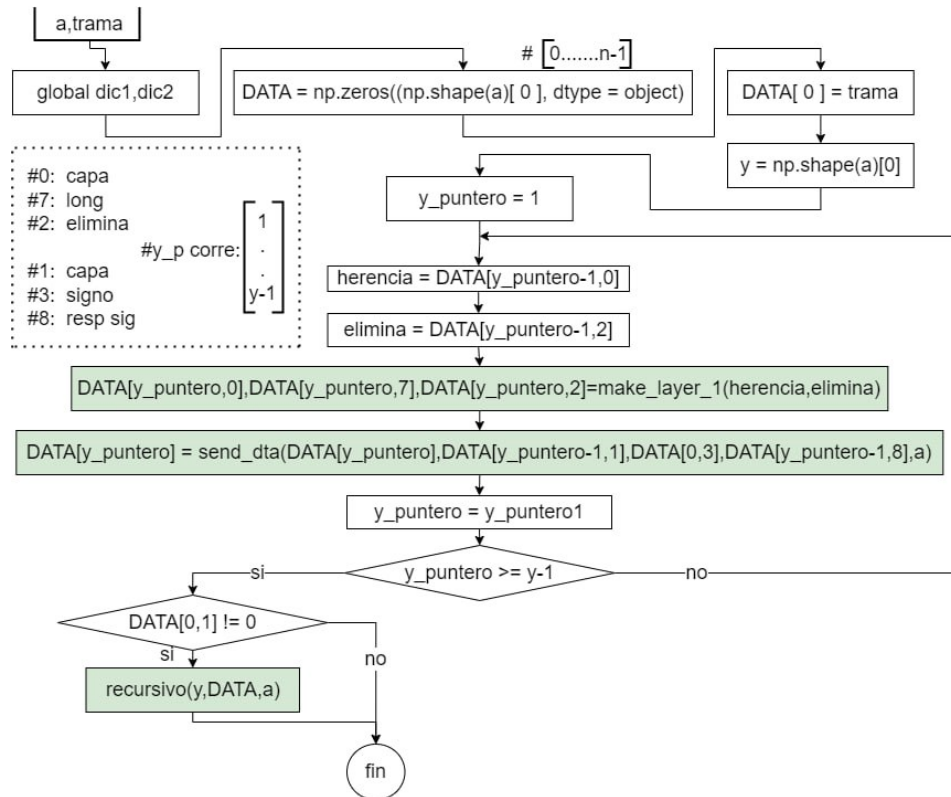 a,trama
global dic1,dic2
# [0.......n-1]
DATA = np.zeros((np.shape(a)[ 0 ], dtype = object)
DATA[ 0 ] = trama
y = np.shape(a)[0]
y_puntero = 1
#0: capa
#7: long
#2: elimina
#y_p corre:
1
.
.
y-1
#1: capa
#3: signo
#8: resp sig
herencia = DATA[y_puntero-1,0]
elimina = DATA[y_puntero-1,2]
DATA[y_puntero,0],DATA[y_puntero,7],DATA[y_puntero,2]=make_layer_1(herencia,elimina)
DATA[y_puntero] = send_dta(DATA[y_puntero],DATA[y_puntero-1,1],DATA[0,3],DATA[y_puntero-1,8],a)
y_puntero = y_puntero1
si
y_puntero >= y-1
no
DATA[0,1] != 0
si
no
recursivo(y,DATA,a)
fin